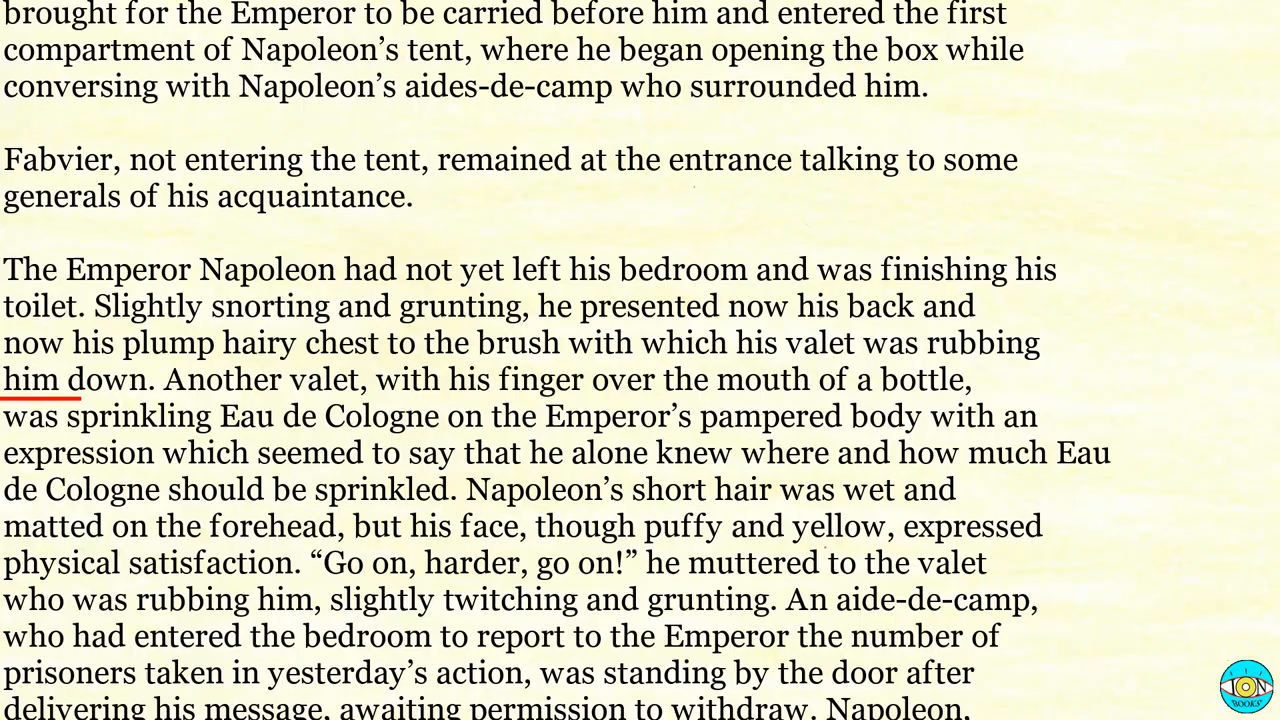 brought for the Emperor to be carried before him and entered the first
compartment of Napoleon’s tent, where he began opening the box while
conversing with Napoleon’s aides-de-camp who surrounded him.
Fabvier, not entering the tent, remained at the entrance talking to some
generals of his acquaintance.
The Emperor Napoleon had not yet left his bedroom and was finishing his
toilet. Slightly snorting and grunting, he presented now his back and
now his plump hairy chest to the brush with which his valet was rubbing
him down. Another valet, with his finger over the mouth of a bottle,
was sprinkling Eau de Cologne on the Emperor’s pampered body with an
expression which seemed to say that he alone knew where and how much Eau
de Cologne should be sprinkled. Napoleon’s short hair was wet and
matted on the forehead, but his face, though puffy and yellow, expressed
physical satisfaction. “Go on, harder, go on!” he muttered to the valet
who was rubbing him, slightly twitching and grunting. An aide-de-camp,
who had entered the bedroom to report to the Emperor the number of
prisoners taken in yesterday’s action, was standing by the door after
delivering his message, awaiting permission to withdraw. Napoleon,
ION
BOOKS